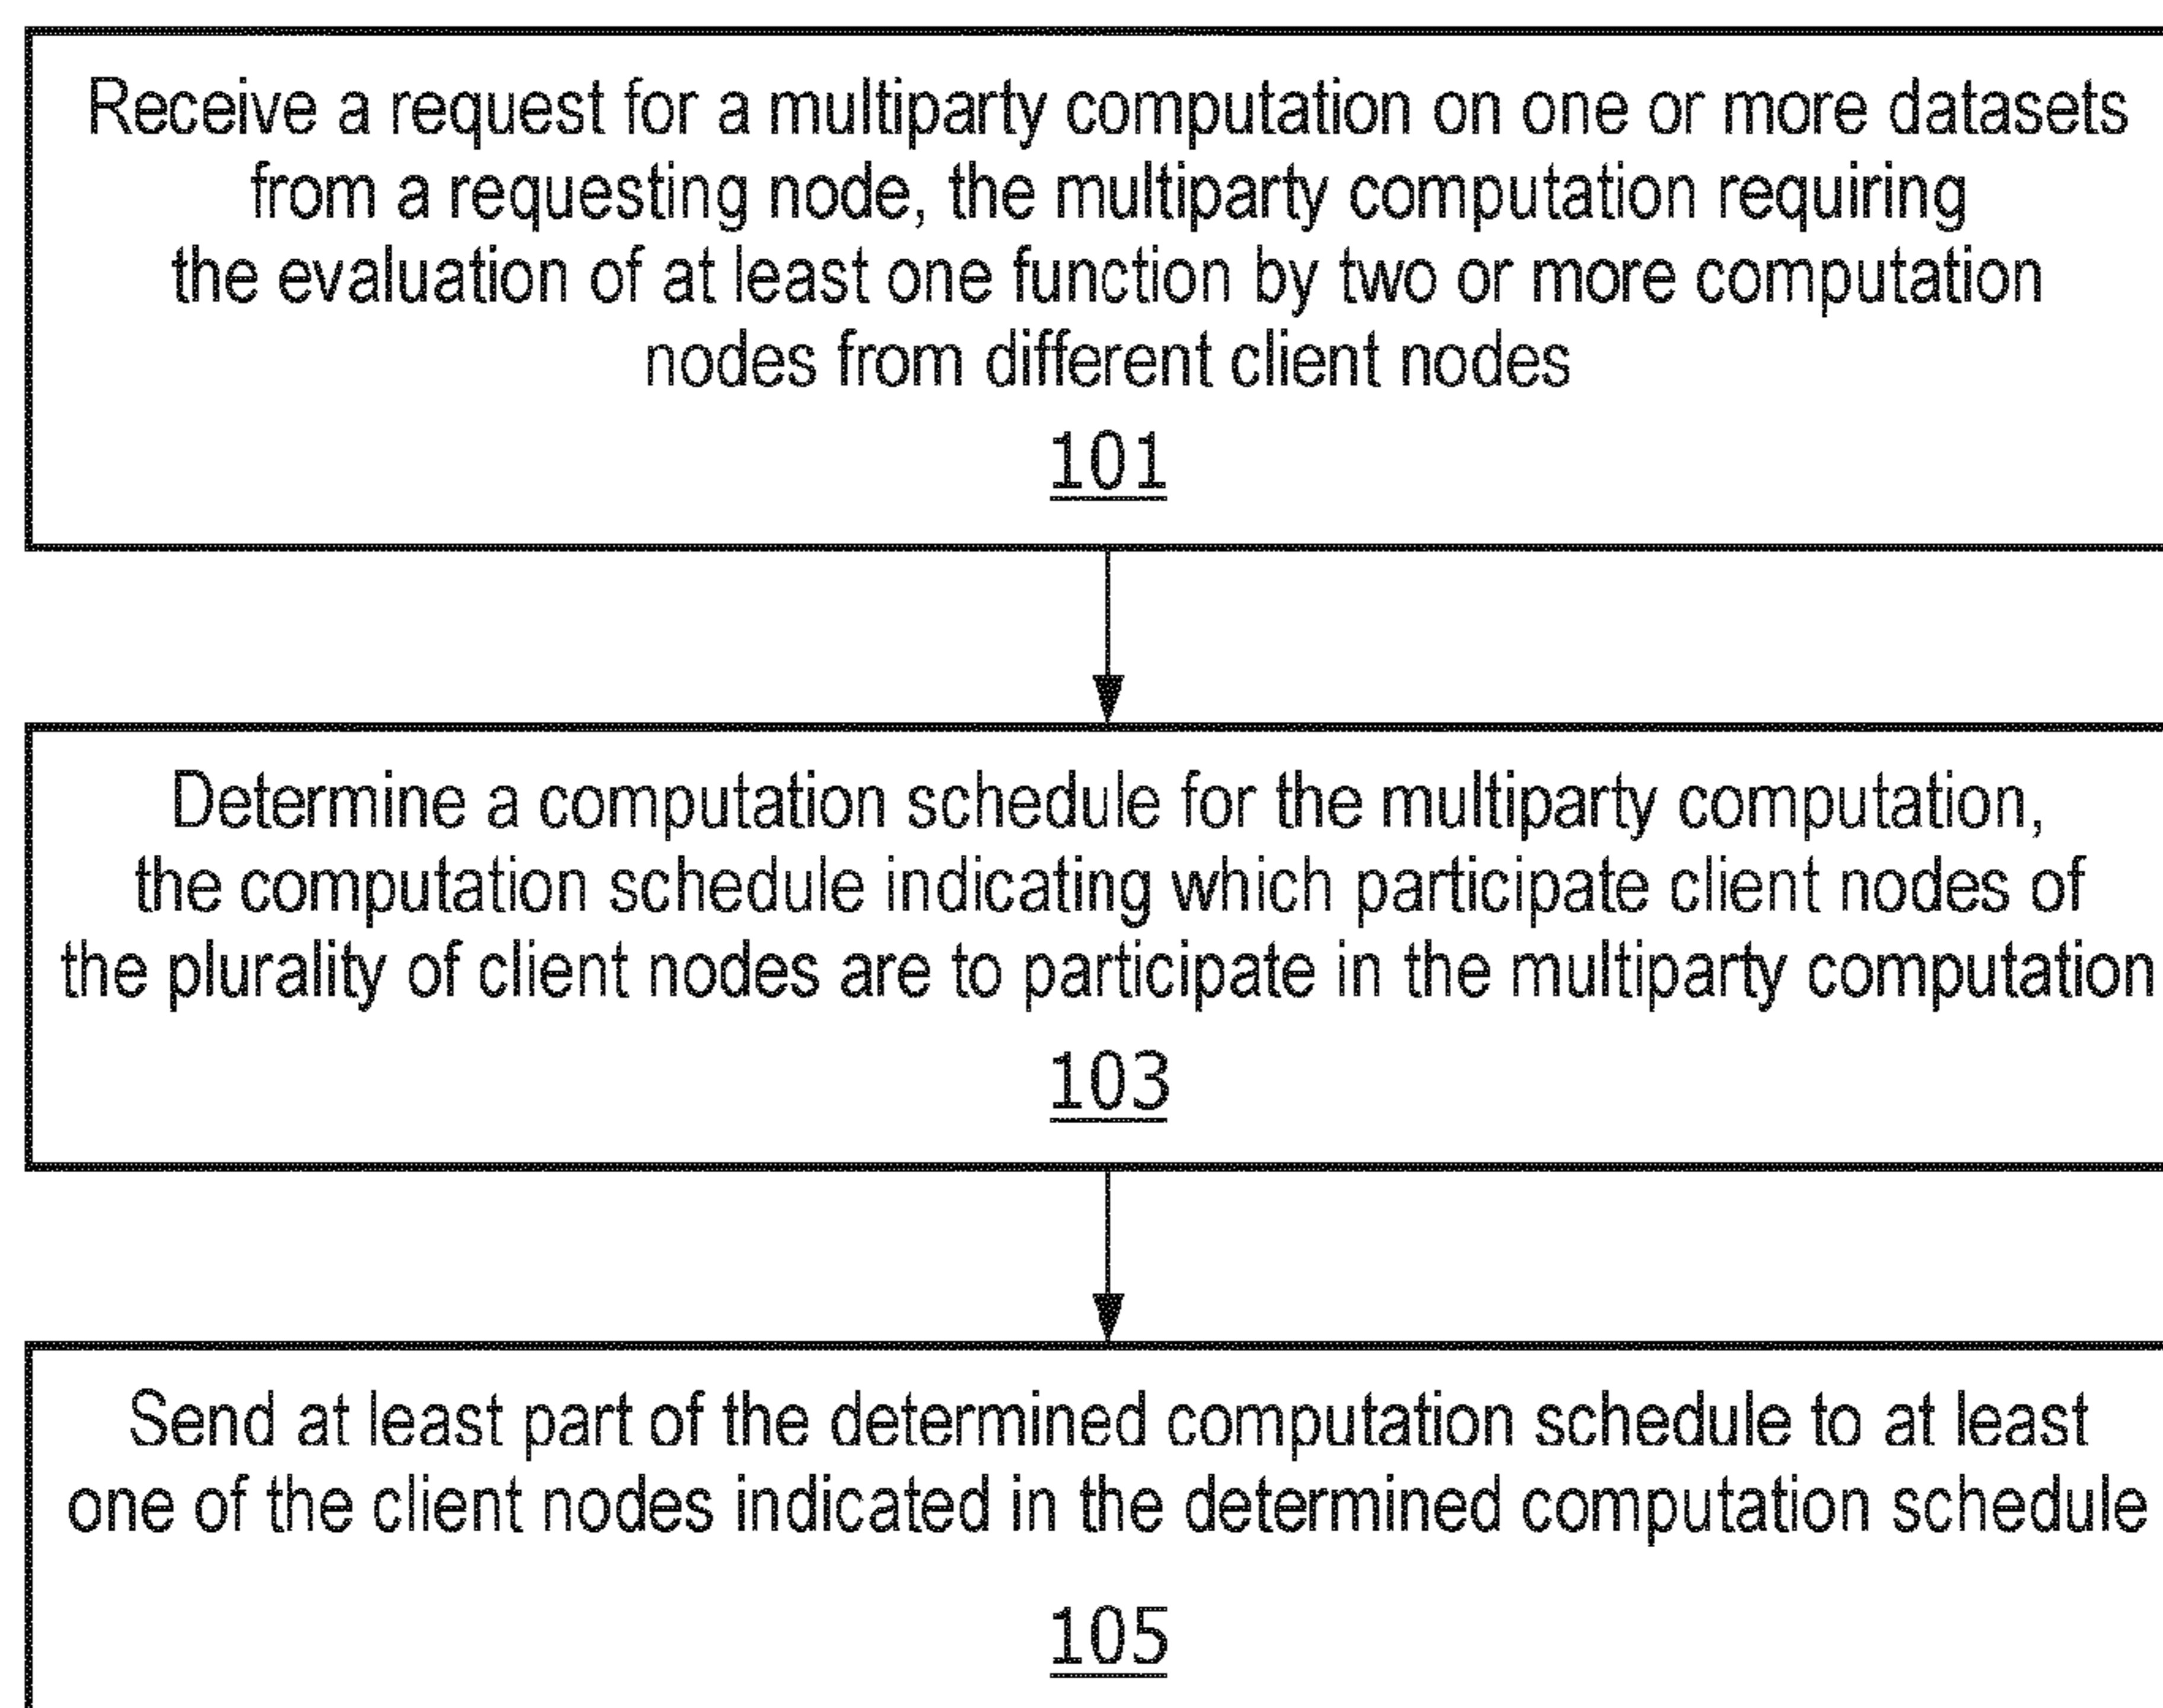 Receive a request for a multiparty computation on one or more datasets
from a requesting node, the multiparty computation requiring
the evaluation of at least one function by two or more computation
nodes from different client nodes
101
Determine a computation schedule for the multiparty computation,
the computation schedule indicating which participate client nodes of
the plurality of client nodes are to participate in the multiparty computation
103
Send at least part of the determined computation schedule to at least
one of the client nodes indicated in the determined computation schedule
105